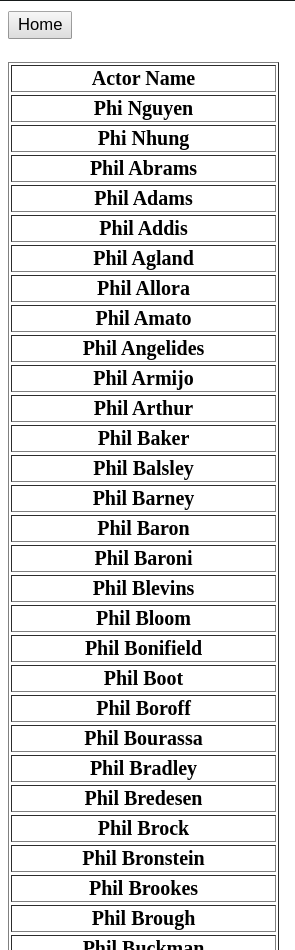 Home
Actor Name
Phi Nguyen
Phi Nhung
Phil Abrams
Phil Adams
Phil Addis
Phil Agland
Phil Allora
Phil Amato
Phil Angelides
Phil Armijo
Phil Arthur
Phil Baker
Phil Balsley
Phil Barney
Phil Baron
Phil Baroni
Phil Blevins
Phil Bloom
Phil Bonifield
Phil Boot
Phil Boroff
Phil Bourassa
Phil Bradley
Phil Bredesen
Phil Brock
Phil Bronstein
Phil Brookes
Phil Brough
Phil Buckman